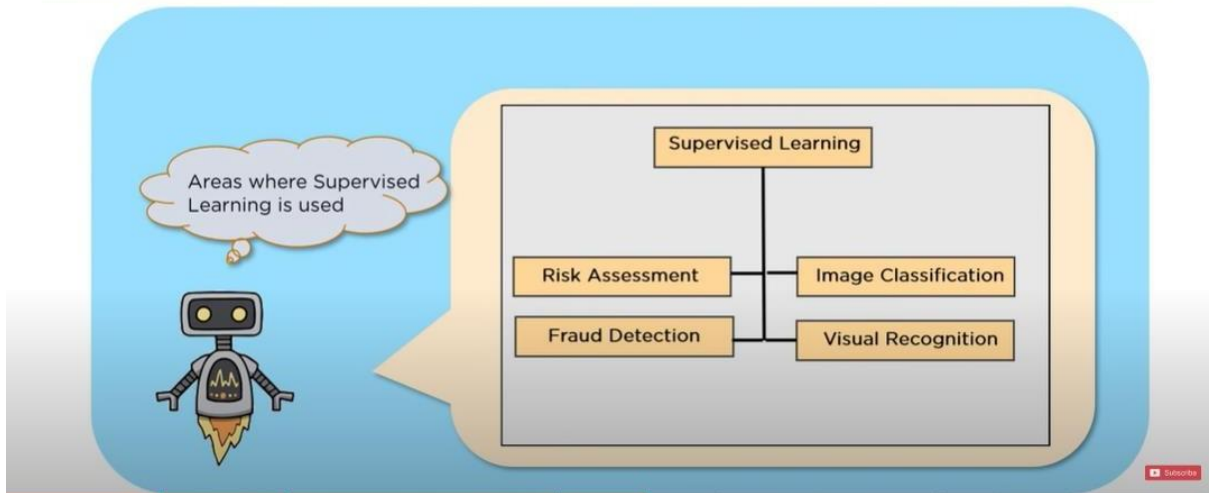 Supervised Learning
Areas where Supervised
Learning is used
Risk Assessment
Image Classification
Fraud Detection
Visual Recognition
Subscribe